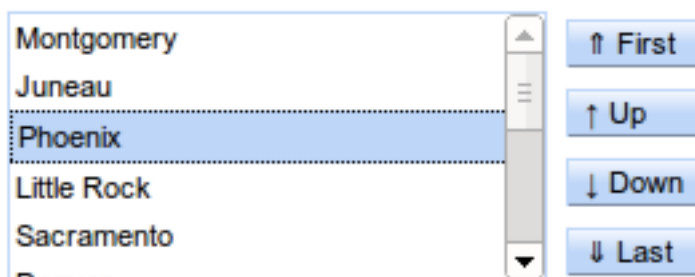 Montgomery
Juneau
Phoenix
Little Rock
Sacramento
⇑ First
↑ Up
↓ Down
⇓ Last